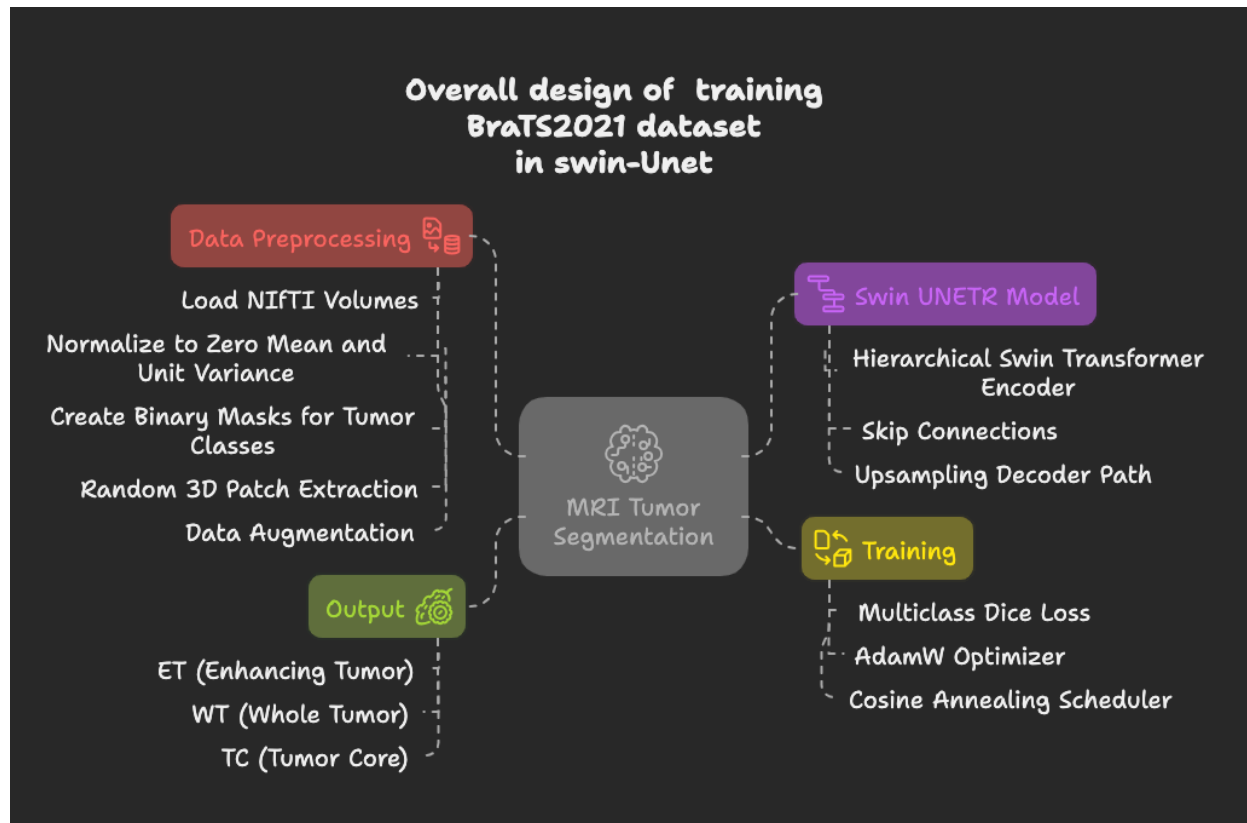 Overall design of training
BraTS2021 dataset
in swin-Unet
Data Preprocessing
Load NIfTI Volumes
Normalize to Zero Mean and
Unit Variance
Create Binary Masks for Tumor
Classes
Random 3D Patch Extraction
Data Augmentation
Output
ET (Enhancing Tumor)
WT (Whole Tumor)
TC (Tumor Core)
MRI Tumor
Segmentation
Swin UNETR Model
Hierarchical Swin Transformer
Encoder
Skip Connections
Upsampling Decoder Path
Training
Multiclass Dice Loss
AdamW Optimizer
Cosine Annealing Scheduler